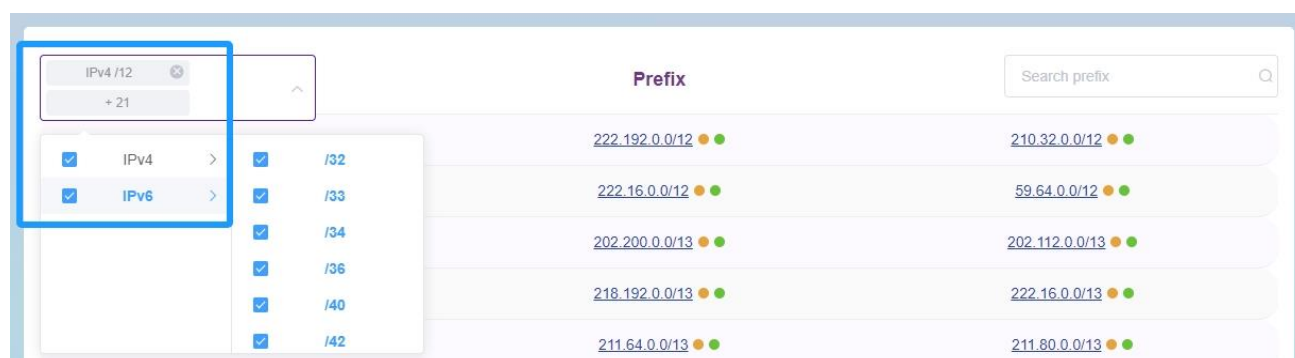 IPv4 /12
+ 21
Prefix
Search prefix
IPv4
IPv6
/32
/33
/34
/36
/40
/42
222.192.0.0/12 210.32.0.0/12
222.16.0.0/12 59.64.0.0/12
202.200.0.0/13 202.112.0.0/13
218.192.0.0/13 222.16.0.0/13
211.64.0.0/13 211.80.0.0/13